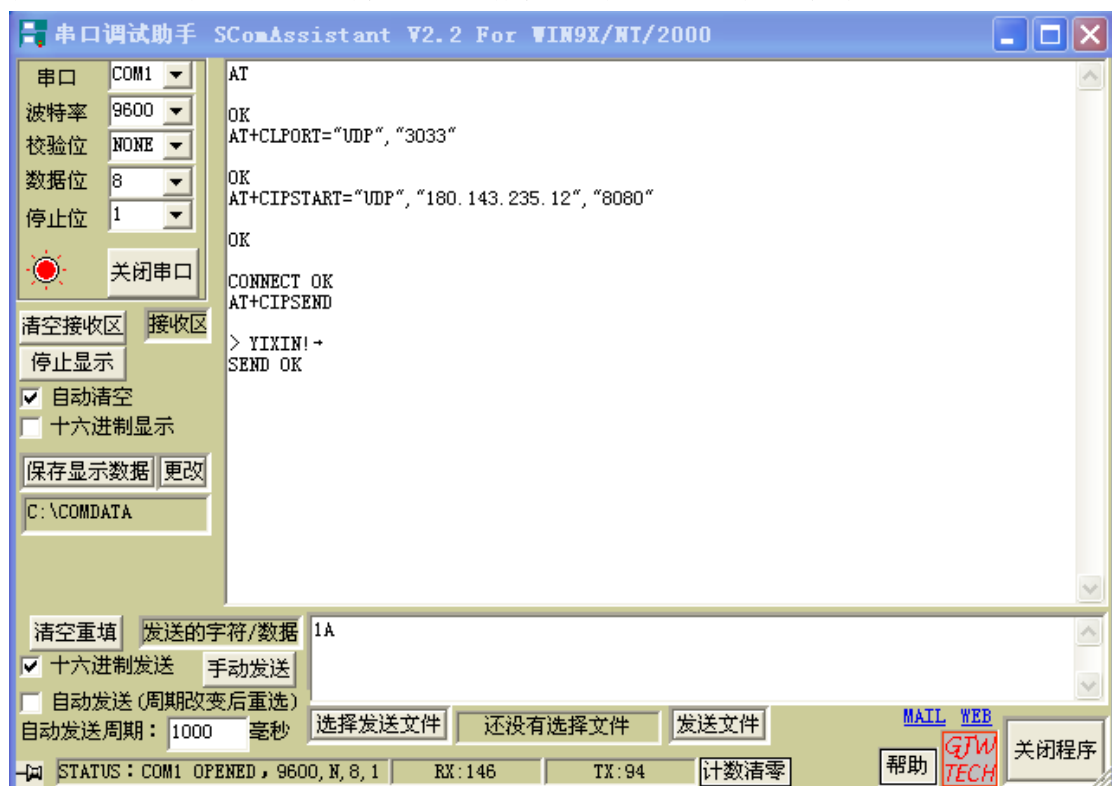 串口调试助手 SComAssistant V2.2 For WIN9X/NT/2000
串口 COM1
波特率 9600
校验位 NONE
数据位 8
停止位 1
关闭串口
清空接收区 接收区
停止显示
自动清空
十六进制显示
保存显示数据 更改
C:\COMDATA
AT
OK
AT+CLPORT="UDP","3033"
OK
AT+CIPSTART="UDP","180.143.235.12","8080"
OK
CONNECT OK
AT+CIPSEND
> YIXIN!→
SEND OK
清空重填 发送的字符/数据 1A
十六进制发送 手动发送
自动发送(周期改变后重选)
自动发送周期: 1000 毫秒 选择发送文件 还没有选择文件 发送文件 MAIL WEB
帮助 GJW TECH 关闭程序
STATUS:COM1 OPENED,9600,N,8,1 RX:146 TX:94 计数清零